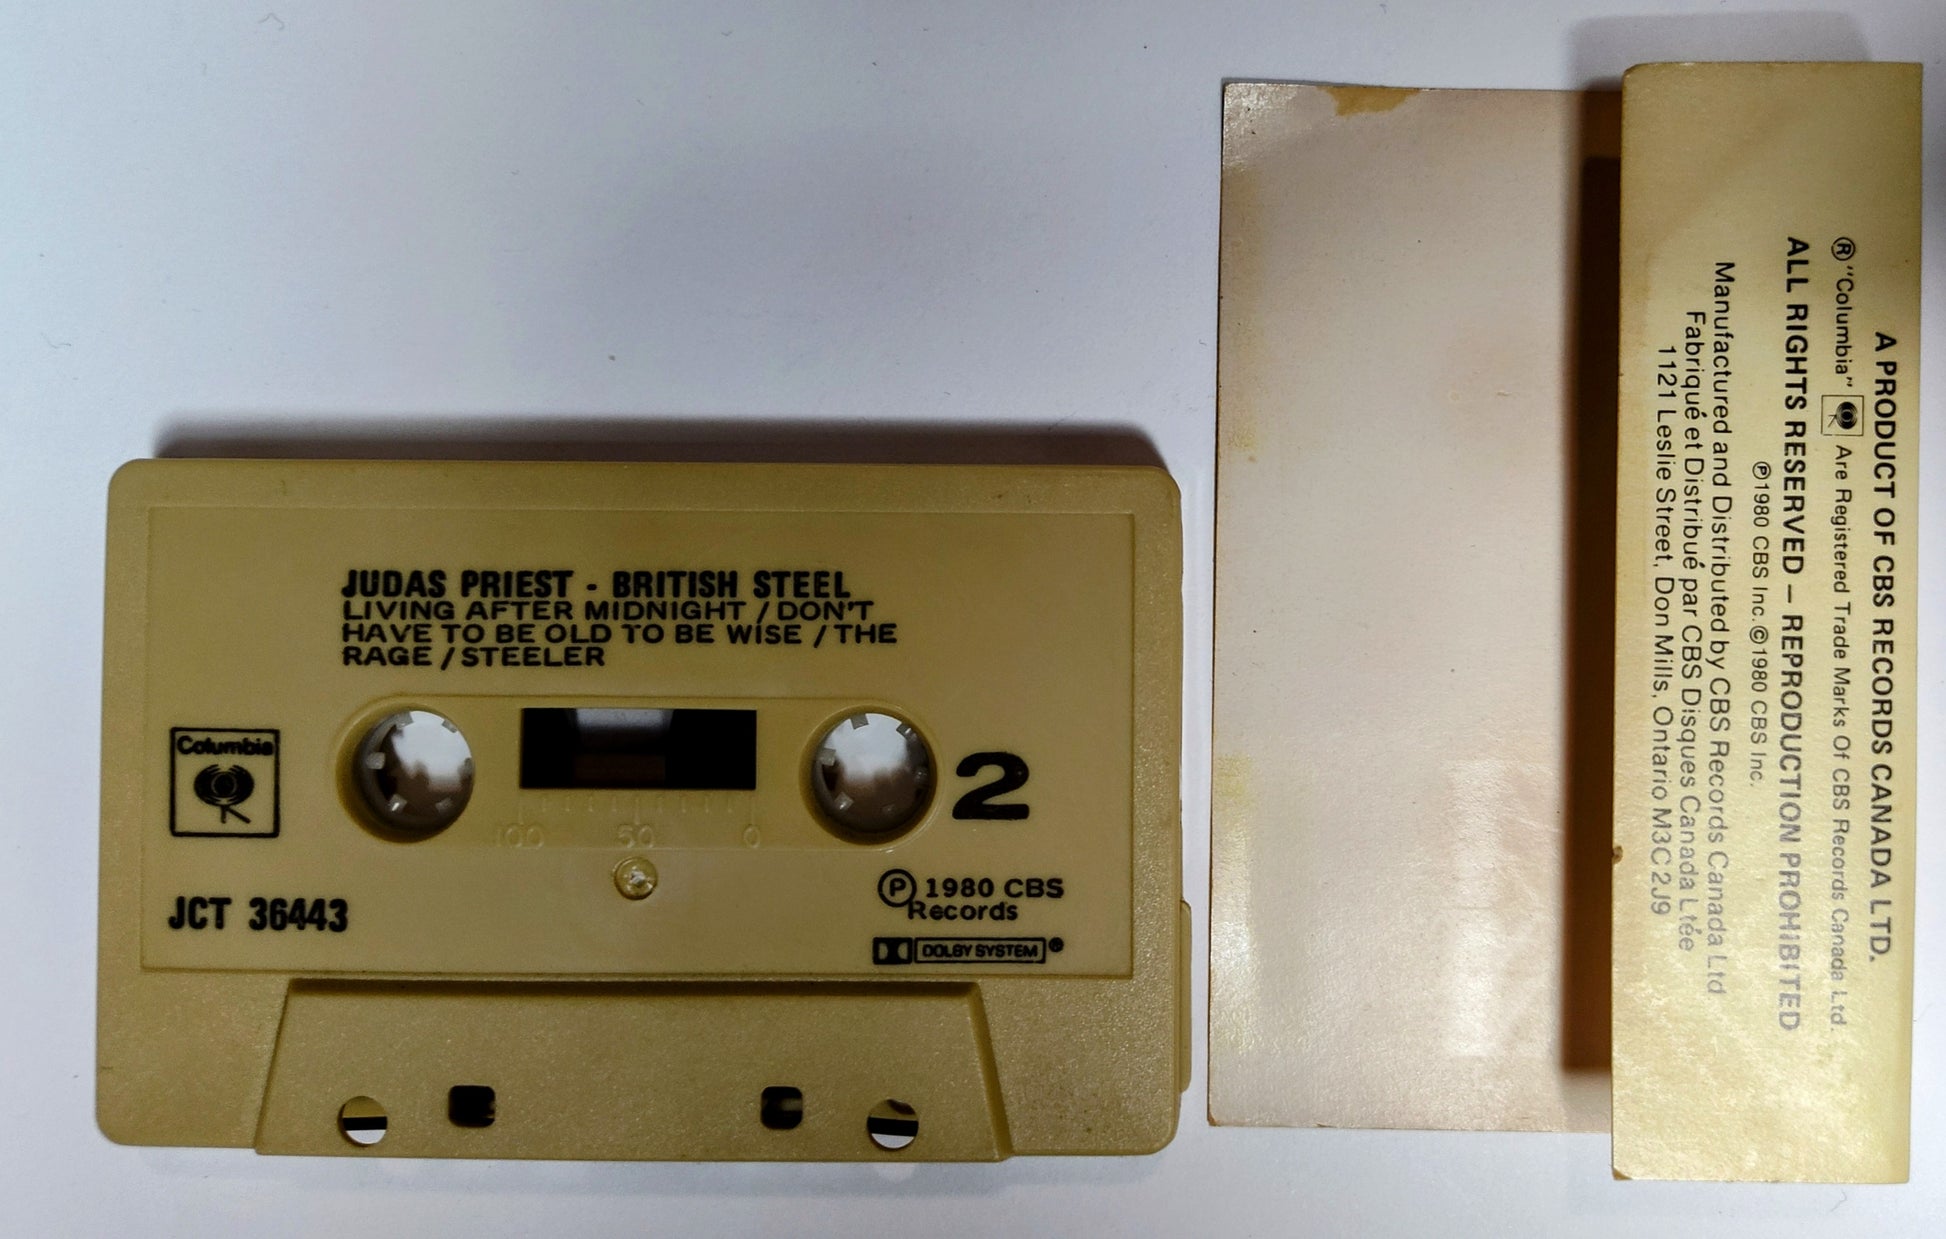 JUDAS PRIEST - BRITISH STEEL
LIVING AFTER MIDNIGHT / DON'T
HAVE TO BE OLD TO BE WISE / THE
RAGE / STEELER
Columbia
100 50 0
2
JCT 36443
Ⓟ 1980 CBS
Records
DOLBY SYSTEM®
A PRODUCT OF CBS RECORDS CANADA LTD.
® "Columbia" Are Registered Trade Marks Of CBS Records Canada Ltd.
ALL RIGHTS RESERVED – REPRODUCTION PROHIBITED
Ⓟ1980 CBS Inc. ©1980 CBS Inc.
Manufactured and Distributed by CBS Records Canada Ltd
Fabriqué et Distribué par CBS Disques Canada Ltée
1121 Leslie Street, Don Mills, Ontario M3C 2J9